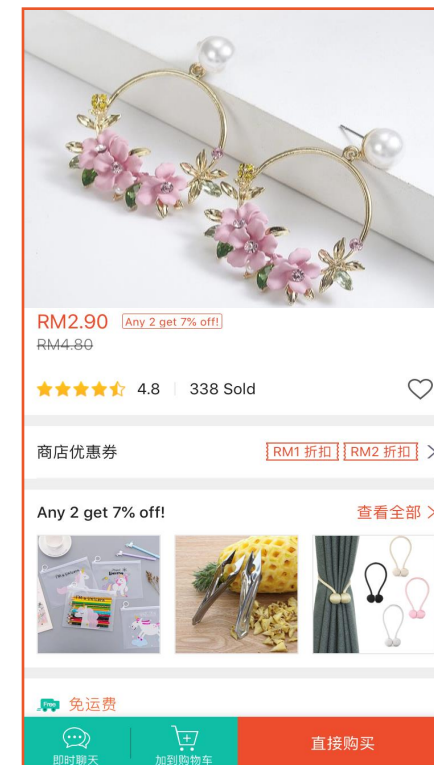 RM2.90 Any 2 get 7% off!
RM4.80
4.8 338 Sold
商店优惠券 RM1 折扣 RM2 折扣
Any 2 get 7% off! 查看全部
Free 免运费
即时聊天 加到购物车 直接购买